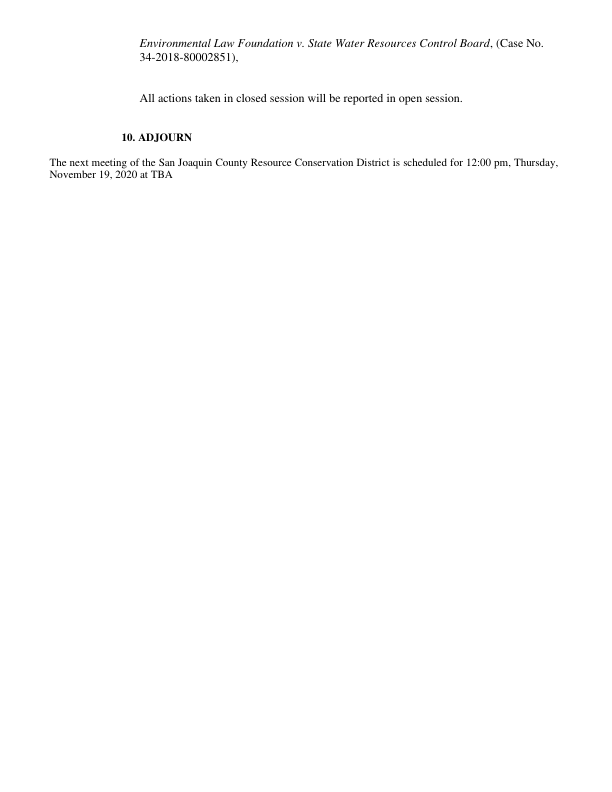 Environmental Law Foundation v. State Water Resources Control Board, (Case No.
34-2018-80002851),
All actions taken in closed session will be reported in open session.
10. ADJOURN
The next meeting of the San Joaquin County Resource Conservation District is scheduled for 12:00 pm, Thursday,
November 19, 2020 at TBA